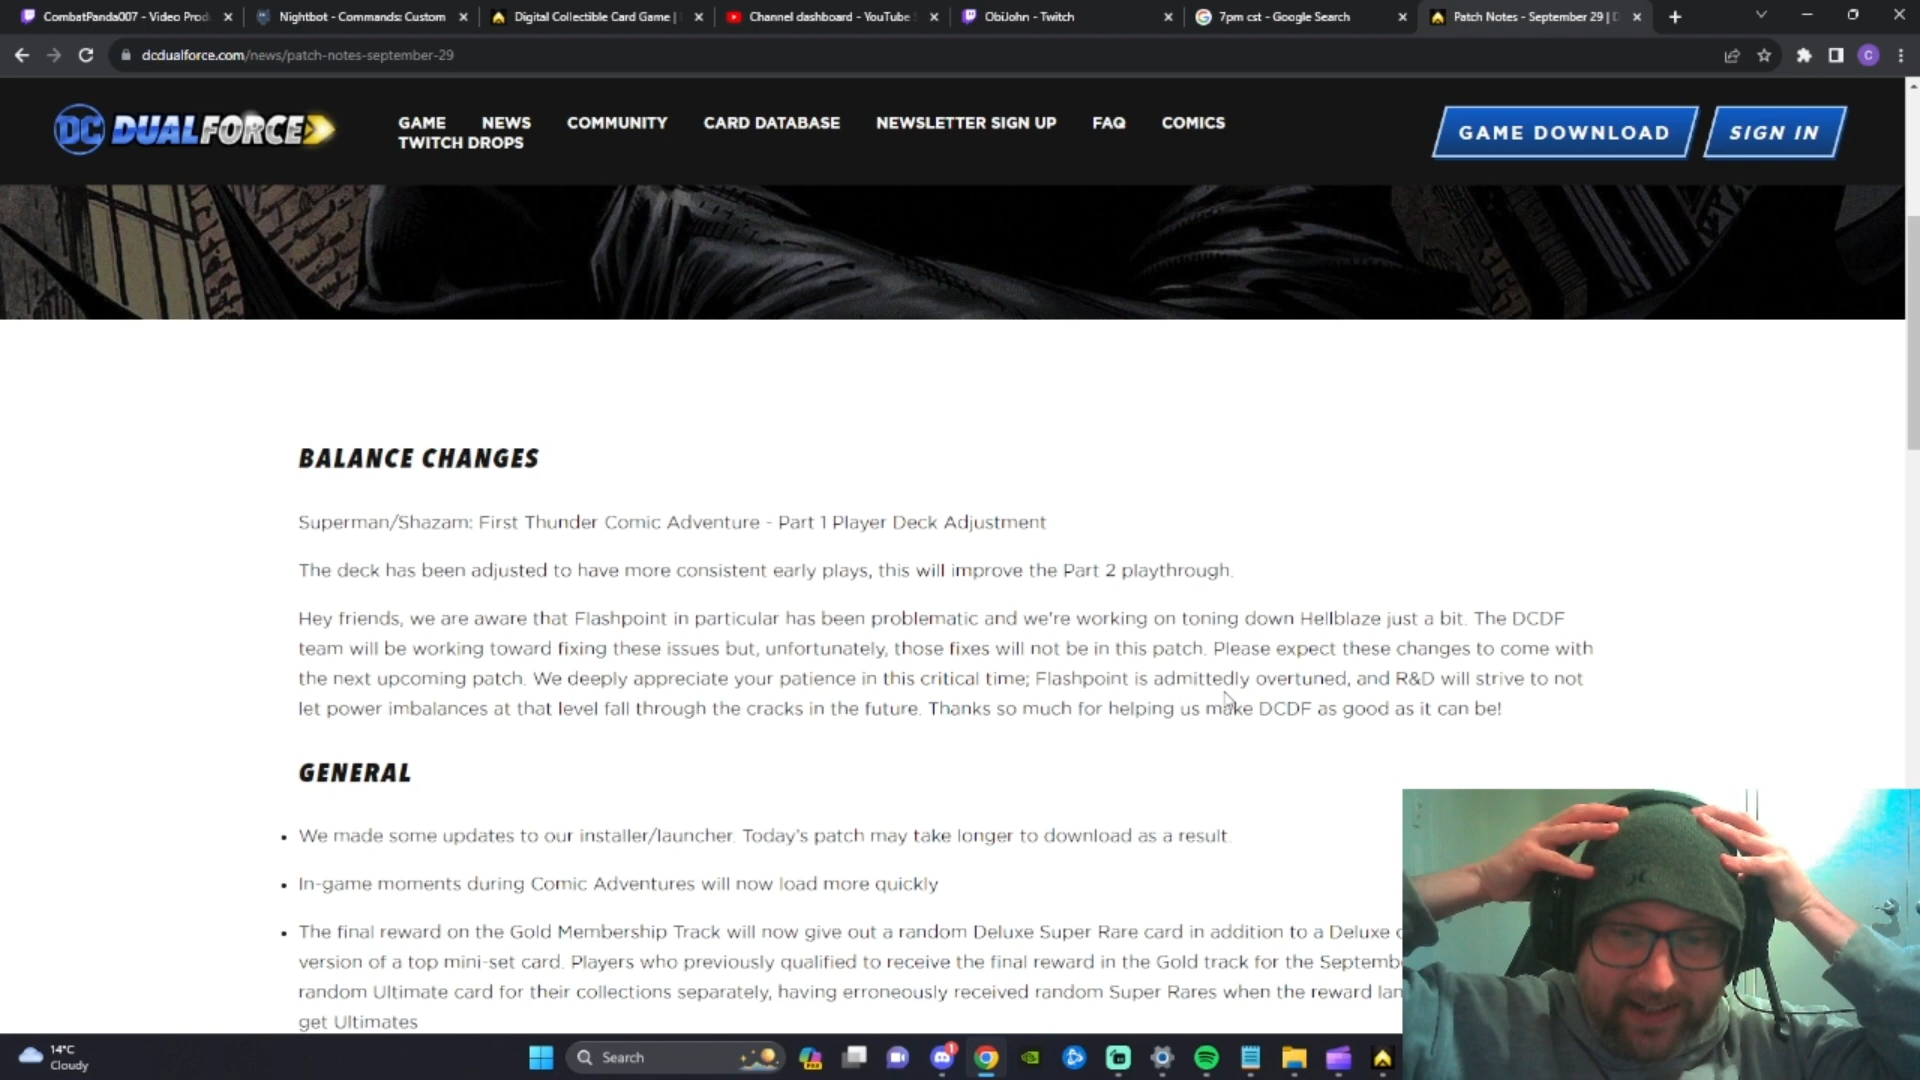 CombatPanda007 - Video Prod
Nightbot - Commands: Custom
Digital Collectible Card Game |
Channel dashboard - YouTube
ObiJohn - Twitch
7pm cst - Google Search
Patch Notes - September 29 | D
dcdualforce.com/news/patch-notes-september-29
C
DC DUALFORCE
GAME NEWS COMMUNITY CARD DATABASE NEWSLETTER SIGN UP FAQ COMICS
TWITCH DROPS
GAME DOWNLOAD
SIGN IN
BALANCE CHANGES
Superman/Shazam: First Thunder Comic Adventure - Part 1 Player Deck Adjustment
The deck has been adjusted to have more consistent early plays, this will improve the Part 2 playthrough.
Hey friends, we are aware that Flashpoint in particular has been problematic and we're working on toning down Hellblaze just a bit. The DCDF
team will be working toward fixing these issues but, unfortunately, those fixes will not be in this patch. Please expect these changes to come with
the next upcoming patch. We deeply appreciate your patience in this critical time; Flashpoint is admittedly overtuned, and R&D will strive to not
let power imbalances at that level fall through the cracks in the future. Thanks so much for helping us make DCDF as good as it can be!
GENERAL
• We made some updates to our installer/launcher. Today's patch may take longer to download as a result.
• In-game moments during Comic Adventures will now load more quickly
• The final reward on the Gold Membership Track will now give out a random Deluxe Super Rare card in addition to a Deluxe
version of a top mini-set card. Players who previously qualified to receive the final reward in the Gold track for the Septemb
random Ultimate card for their collections separately, having erroneously received random Super Rares when the reward
get Ultimates
14°C
Cloudy
Search
1